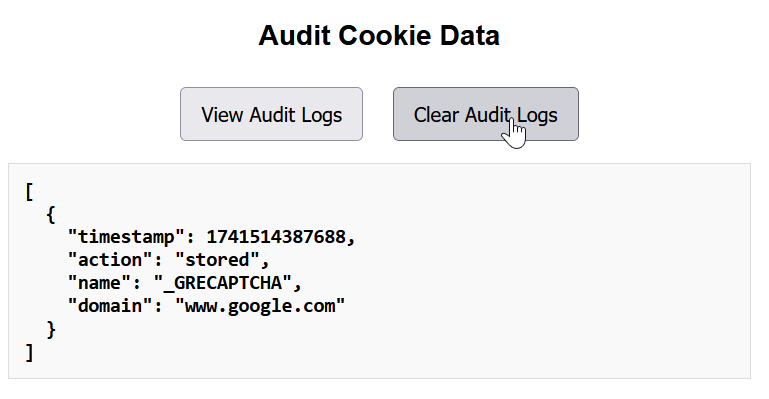 Audit Cookie Data
View Audit Logs
Clear Audit Logs
[
  {
    "timestamp": 1741514387688,
    "action": "stored",
    "name": "_GRECAPTCHA",
    "domain": "www.google.com"
  }
]